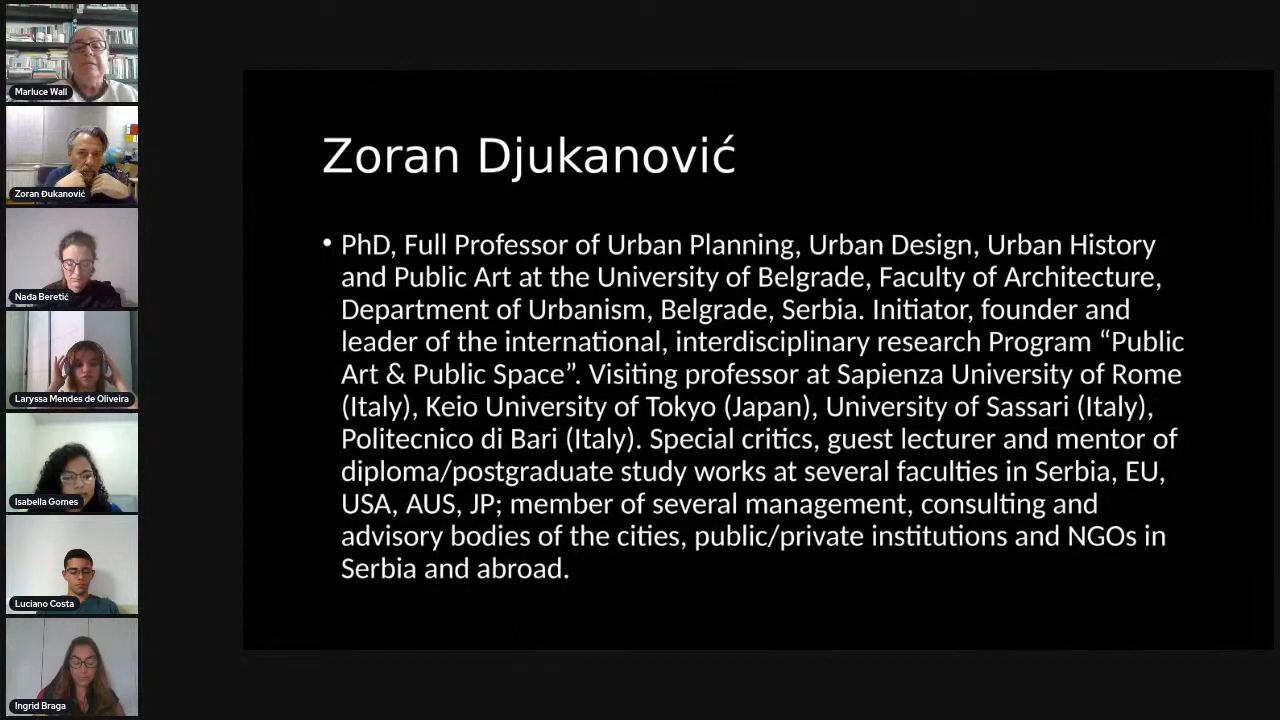 Marluce Wall
Zoran Đukanović
Nađa Beretić
Laryssa Mendes de Oliveira
Isabella Gomes
Luciano Costa
Ingrid Braga
Zoran Djukanović
• PhD, Full Professor of Urban Planning, Urban Design, Urban History
and Public Art at the University of Belgrade, Faculty of Architecture,
Department of Urbanism, Belgrade, Serbia. Initiator, founder and
leader of the international, interdisciplinary research Program “Public
Art & Public Space”. Visiting professor at Sapienza University of Rome
(Italy), Keio University of Tokyo (Japan), University of Sassari (Italy),
Politecnico di Bari (Italy). Special critics, guest lecturer and mentor of
diploma/postgraduate study works at several faculties in Serbia, EU,
USA, AUS, JP; member of several management, consulting and
advisory bodies of the cities, public/private institutions and NGOs in
Serbia and abroad.